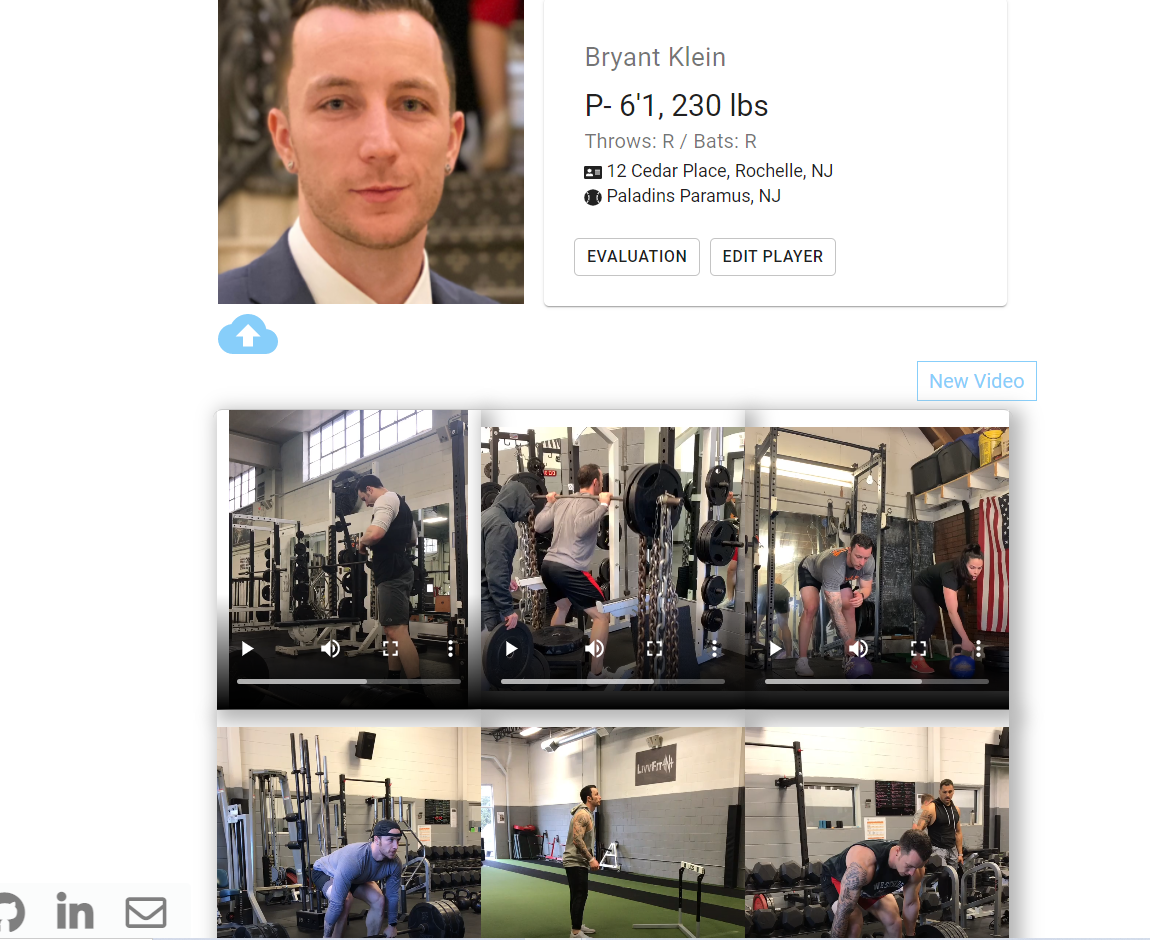 Bryant Klein
P- 6'1, 230 lbs
Throws: R / Bats: R
12 Cedar Place, Rochelle, NJ
Paladins Paramus, NJ
EVALUATION EDIT PLAYER
New Video
LIVVFIT
in